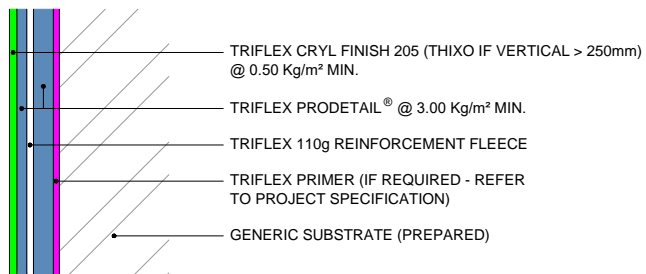 TRIFLEX CRYL FINISH 205 (THIXO IF VERTICAL > 250mm)
@ 0.50 Kg/m² MIN.
TRIFLEX PRODETAIL® @ 3.00 Kg/m² MIN.
TRIFLEX 110g REINFORCEMENT FLEECE
TRIFLEX PRIMER (IF REQUIRED - REFER
TO PROJECT SPECIFICATION)
GENERIC SUBSTRATE (PREPARED)